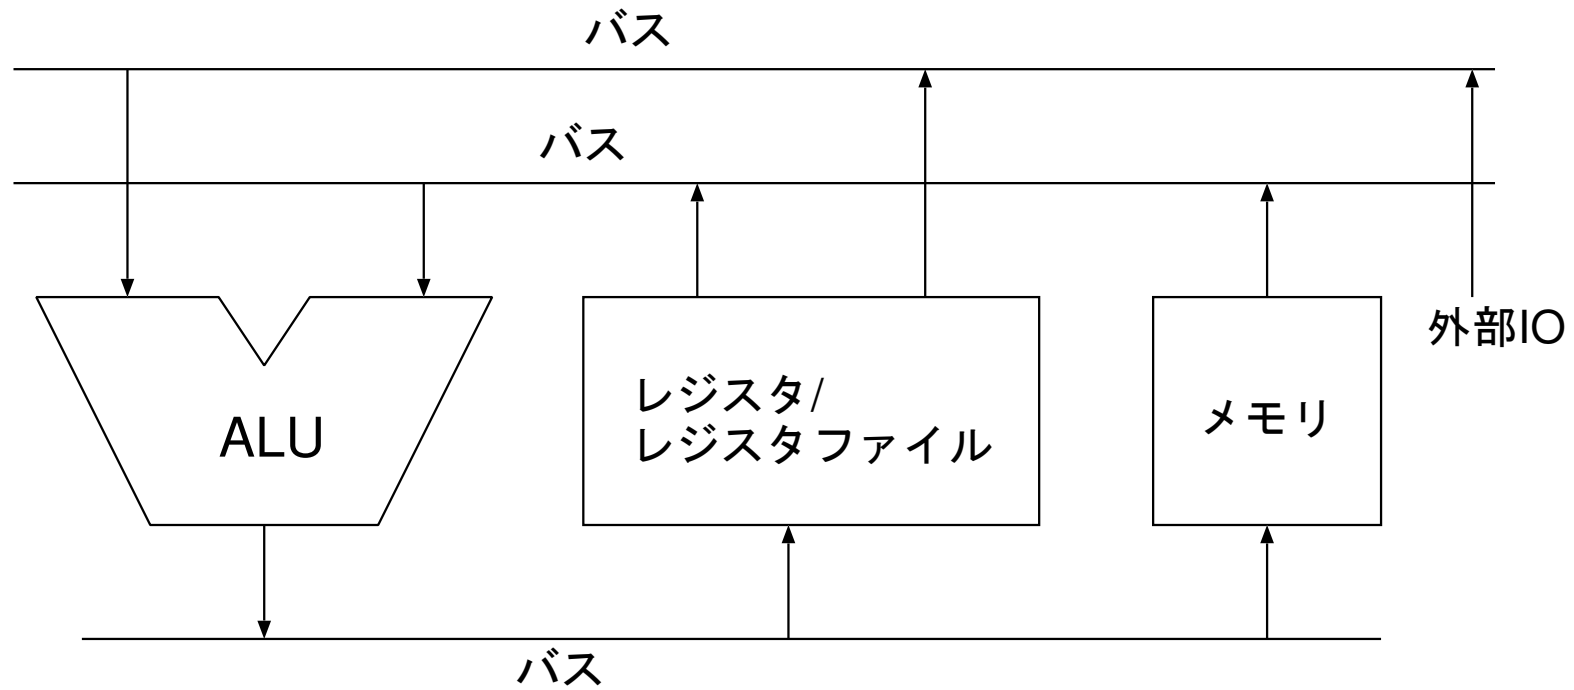 バス
バス
外部IO
ALU
レジスタ/
レジスタファイル
メモリ
バス